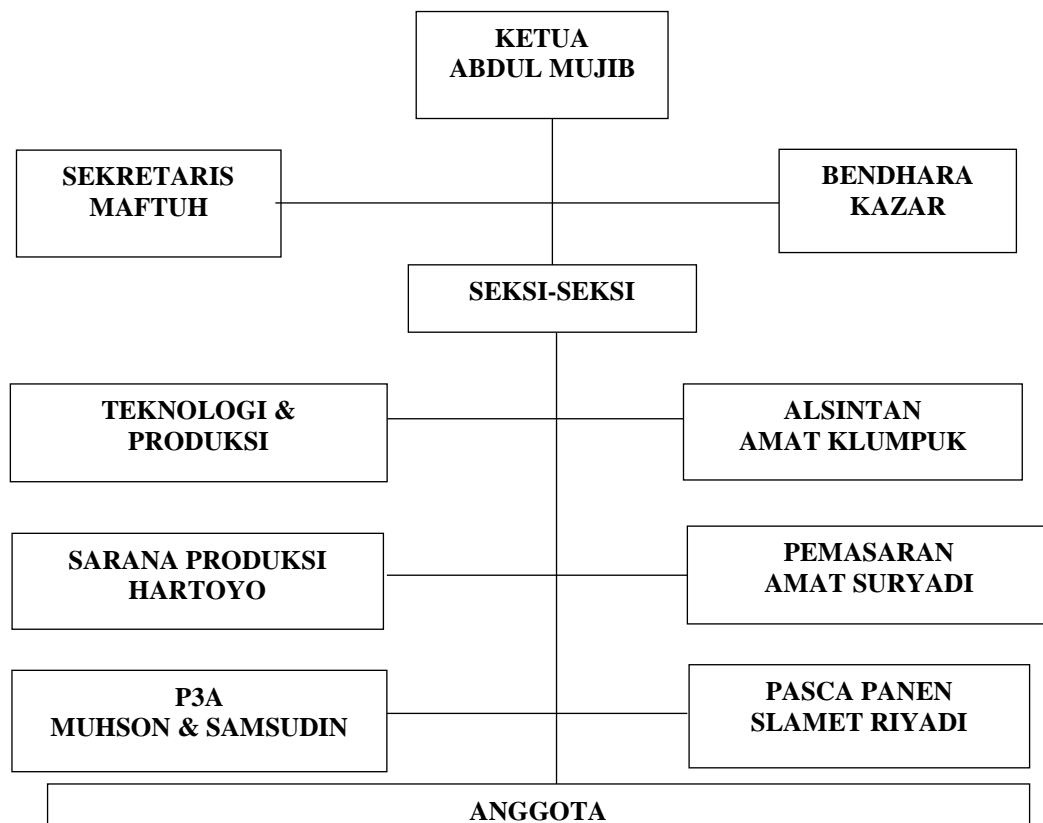 KETUA
ABDUL MUJIB
SEKRETARIS
MAFTUH
BENDHARA
KAZAR
SEKSI-SEKSI
TEKNOLOGI &
PRODUKSI
ALSINTAN
AMAT KLUMPUK
SARANA PRODUKSI
HARTOYO
PEMASARAN
AMAT SURYADI
P3A
MUHSON & SAMSUDIN
PASCA PANEN
SLAMET RIYADI
ANGGOTA